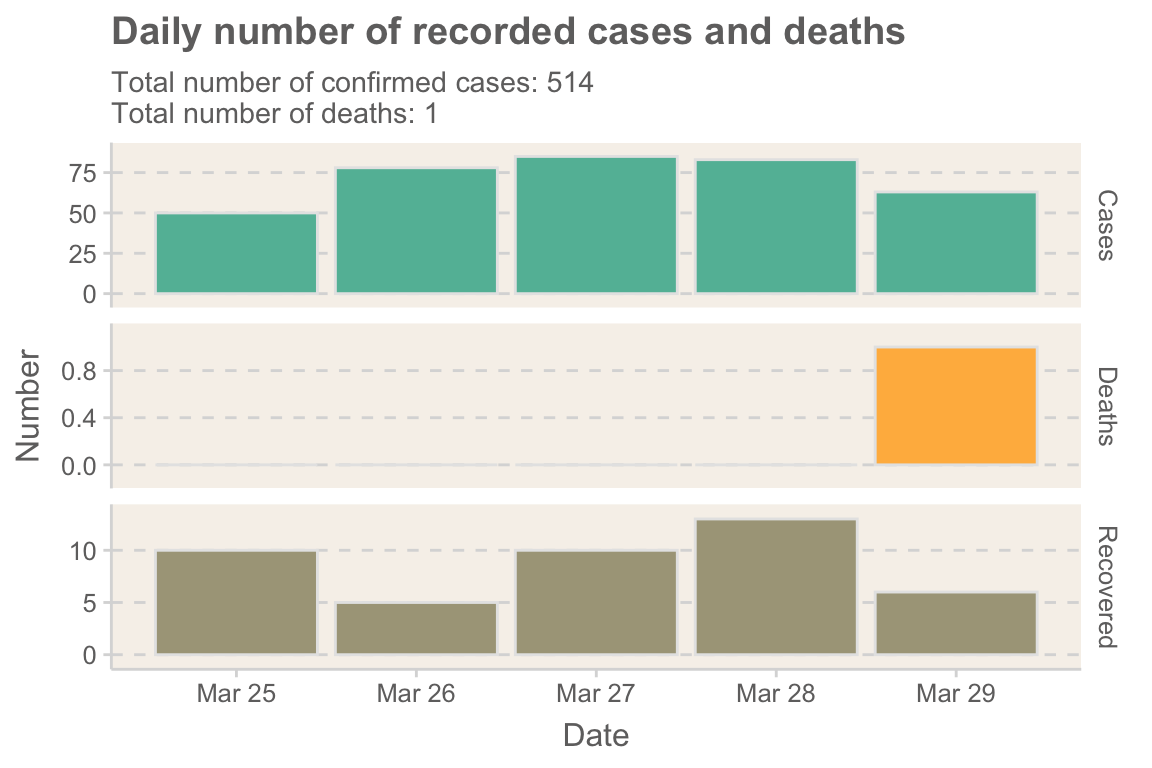 Daily number of recorded cases and deaths
Total number of confirmed cases: 514
Total number of deaths: 1
75
50
25
0
Cases
Number
0.8
0.4
0.0
Deaths
10
5
0
Recovered
Mar 25 Mar 26 Mar 27 Mar 28 Mar 29
Date